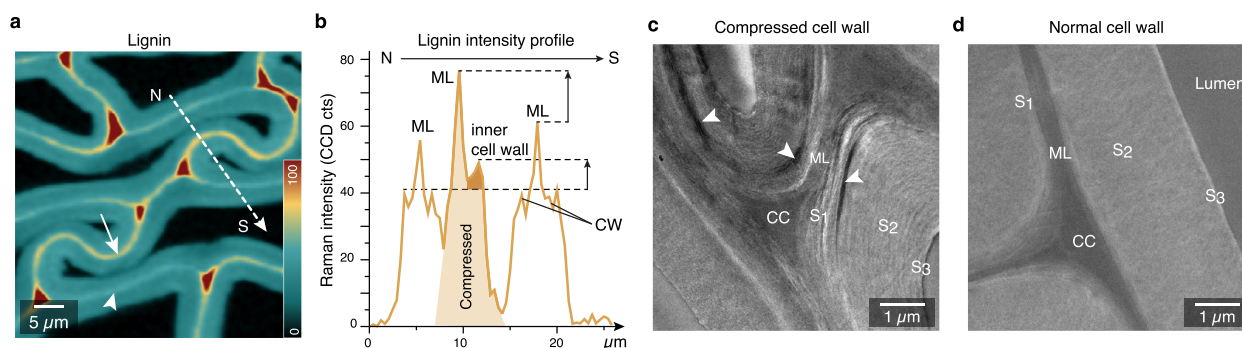 a
Lignin
N
S
100
0
5 µm
b
Lignin intensity profile
N
S
Raman intensity (CCD cts)
80
60
40
20
0
ML
ML
ML
inner
cell wall
CW
Compressed
0
10
20
µm
c
Compressed cell wall
ML
CC
S1
S2
S3
1 µm
d
Normal cell wall
Lumen
S1
ML
S2
S3
CC
1 µm